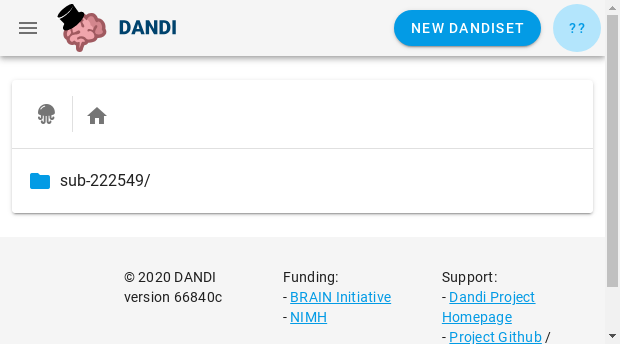 DANDI
NEW DANDISET
??
sub-222549/
© 2020 DANDI
version 66840c
Funding:
- BRAIN Initiative
- NIMH
Support:
- Dandi Project
Homepage
- Project Github /